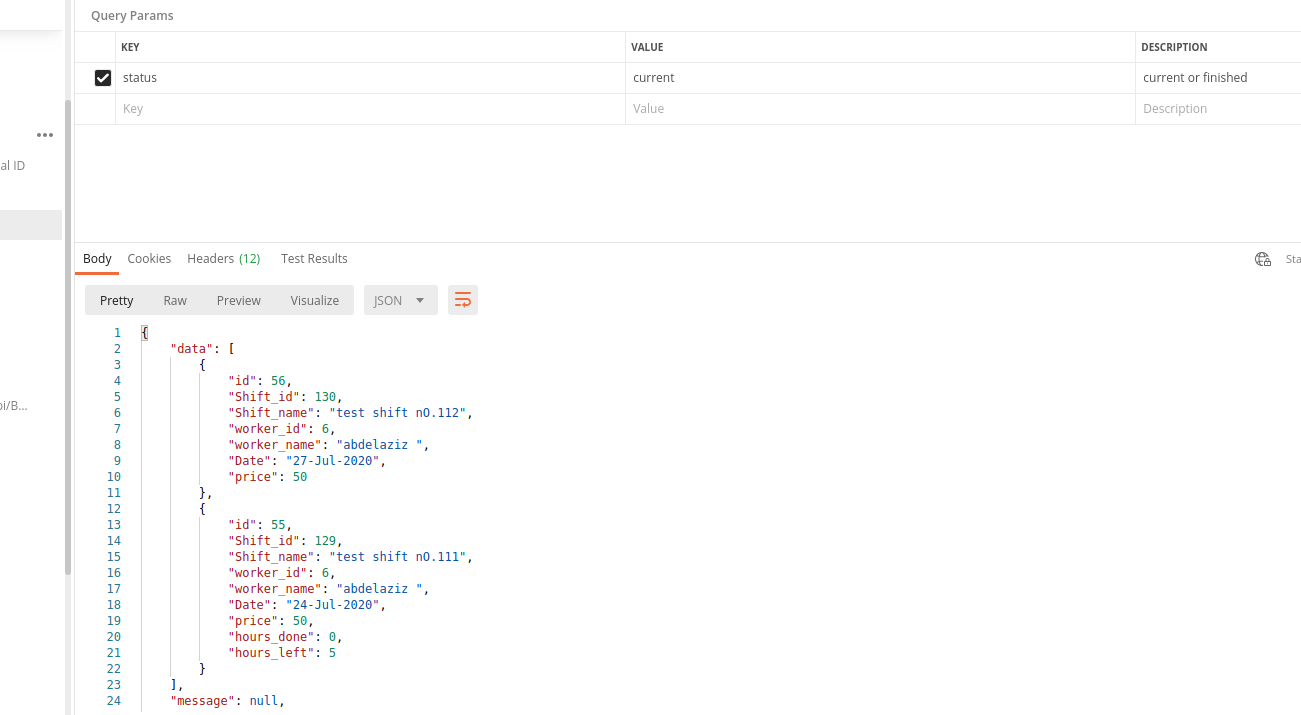 Query Params
KEY VALUE DESCRIPTION
status current current or finished
Key Value Description
al ID
Body Cookies Headers (12) Test Results Sta
Pretty Raw Preview Visualize JSON
1 {
2 "data": [
3 {
4 "id": 56,
5 "Shift_id": 130,
6 "Shift_name": "test shift nO.112",
7 "worker_id": 6,
8 "worker_name": "abdelaziz ",
9 "Date": "27-Jul-2020",
10 "price": 50
oi/B...
11 },
12 {
13 "id": 55,
14 "Shift_id": 129,
15 "Shift_name": "test shift nO.111",
16 "worker_id": 6,
17 "worker_name": "abdelaziz ",
18 "Date": "24-Jul-2020",
19 "price": 50,
20 "hours_done": 0,
21 "hours_left": 5
22 }
23 ],
24 "message": null,